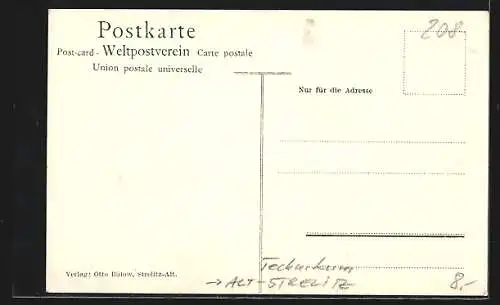 Postkarte
Post-card - Weltpostverein Carte postale
Union postale universelle
208
Nur für die Adresse
Verlag: Otto Bülow, Strelitz-Alt.
→ ALT-STRELITZ
8,-